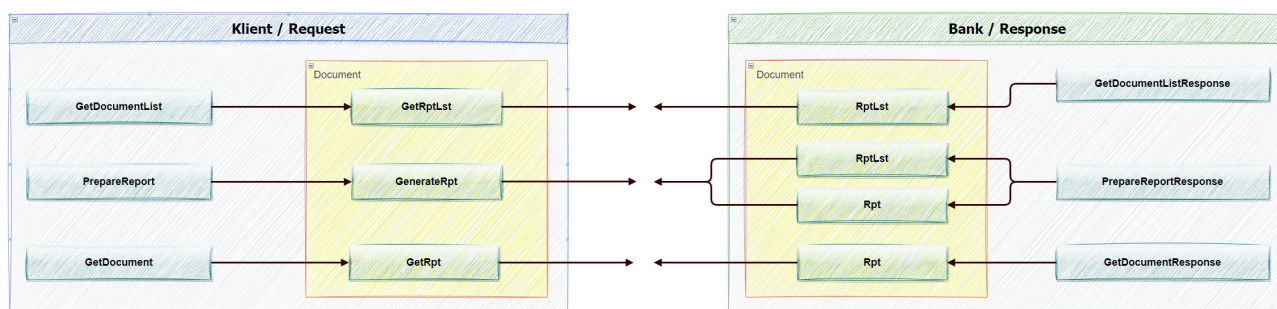 Klient / Request
Bank / Response
Document
Document
GetDocumentList
GetRptLst
RptLst
GetDocumentListResponse
RptLst
PrepareReport
GenerateRpt
PrepareReportResponse
Rpt
GetDocument
GetRpt
Rpt
GetDocumentResponse